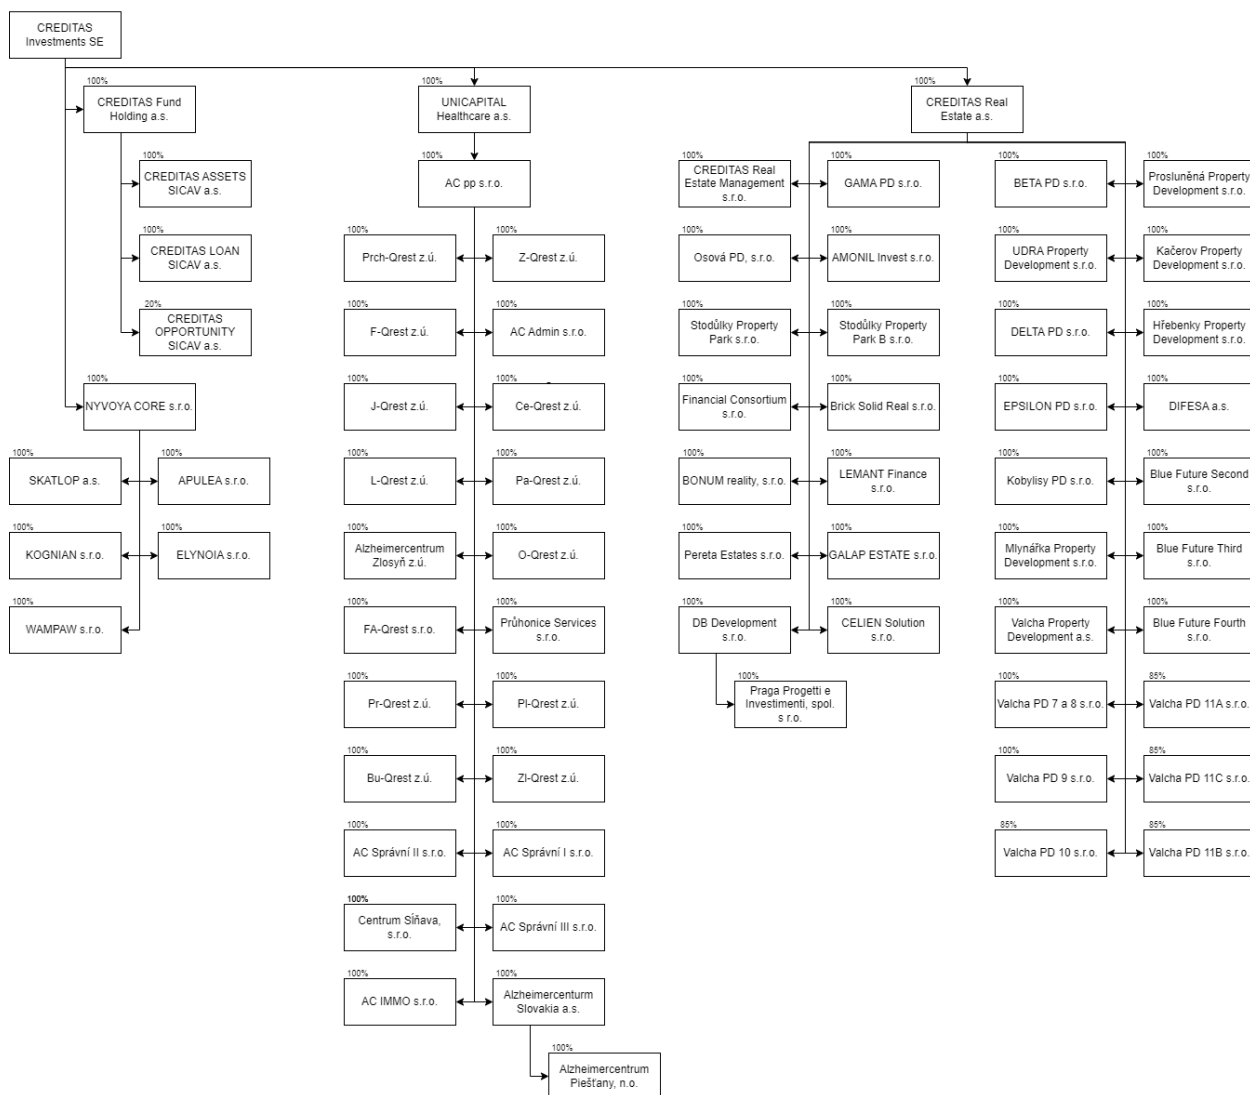 CREDITAS
Investments SE
100%
CREDITAS Fund
Holding a.s.
100%
CREDITAS ASSETS
SICAV a.s.
100%
CREDITAS LOAN
SICAV a.s.
20%
CREDITAS
OPPORTUNITY
SICAV a.s.
100%
NYVOYA CORE s.r.o.
100%
SKATLOP a.s.
100%
APULEA s.r.o.
100%
KOGNIAN s.r.o.
100%
ELYNOIA s.r.o.
100%
WAMPAW s.r.o.
100%
UNICAPITAL
Healthcare a.s.
100%
AC pp s.r.o.
100%
Prch-Qrest z.ú.
100%
Z-Qrest z.ú.
100%
F-Qrest z.ú.
100%
AC Admin s.r.o.
100%
J-Qrest z.ú.
100%
Ce-Qrest z.ú.
100%
L-Qrest z.ú.
100%
Pa-Qrest z.ú.
100%
Alzheimercentrum
Zlosyň z.ú.
100%
O-Qrest z.ú.
100%
FA-Qrest s.r.o.
100%
Průhonice Services
s.r.o.
100%
Pr-Qrest z.ú.
100%
Pl-Qrest z.ú.
100%
Bu-Qrest z.ú.
100%
Zl-Qrest z.ú.
100%
AC Správní II s.r.o.
100%
AC Správní I s.r.o.
100%
Centrum Sĺňava,
s.r.o.
100%
AC Správní III s.r.o.
100%
AC IMMO s.r.o.
100%
Alzheimercenturm
Slovakia a.s.
100%
Alzheimercentrum
Piešťany, n.o.
100%
CREDITAS Real
Estate a.s.
100%
CREDITAS Real
Estate Management
s.r.o.
100%
GAMA PD s.r.o.
100%
Osová PD, s.r.o.
100%
AMONIL Invest s.r.o.
100%
Stodůlky Property
Park s.r.o.
100%
Stodůlky Property
Park B s.r.o.
100%
Financial Consortium
s.r.o.
100%
Brick Solid Real s.r.o.
100%
BONUM reality, s.r.o.
100%
LEMANT Finance
s.r.o.
100%
Pereta Estates s.r.o.
100%
GALAP ESTATE s.r.o.
100%
DB Development
s.r.o.
100%
CELIEN Solution
s.r.o.
100%
Praga Progetti e
Investimenti, spol.
s r.o.
100%
BETA PD s.r.o.
100%
Prosluněná Property
Development s.r.o.
100%
UDRA Property
Development s.r.o.
100%
Kačerov Property
Development s.r.o.
100%
DELTA PD s.r.o.
100%
Hřebenky Property
Development s.r.o.
100%
EPSILON PD s.r.o.
100%
DIFESA a.s.
100%
Kobylisy PD s.r.o.
100%
Blue Future Second
s.r.o.
100%
Mlynářka Property
Development s.r.o.
100%
Blue Future Third
s.r.o.
100%
Valcha Property
Development a.s.
100%
Blue Future Fourth
s.r.o.
100%
Valcha PD 7 a 8 s.r.o.
85%
Valcha PD 11A s.r.o.
100%
Valcha PD 9 s.r.o.
85%
Valcha PD 11C s.r.o.
85%
Valcha PD 10 s.r.o.
85%
Valcha PD 11B s.r.o.